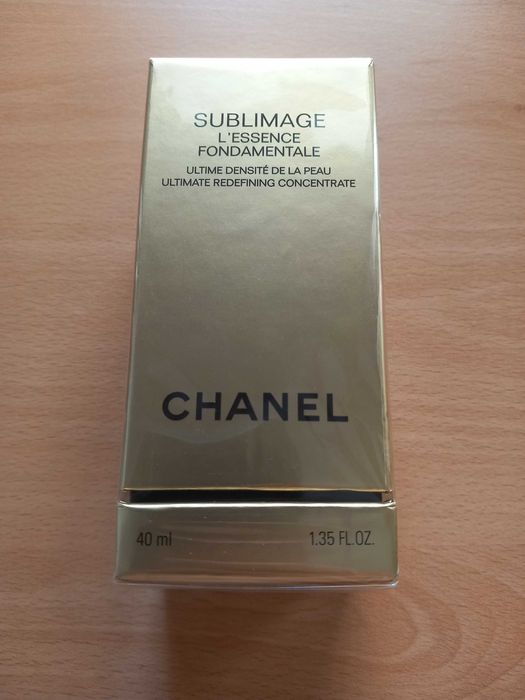 SUBLIMAGE
L'ESSENCE
FONDAMENTALE
ULTIME DENSITÉ DE LA PEAU
ULTIMATE REDEFINING CONCENTRATE
CHANEL
40 ml 1.35 FL.OZ.